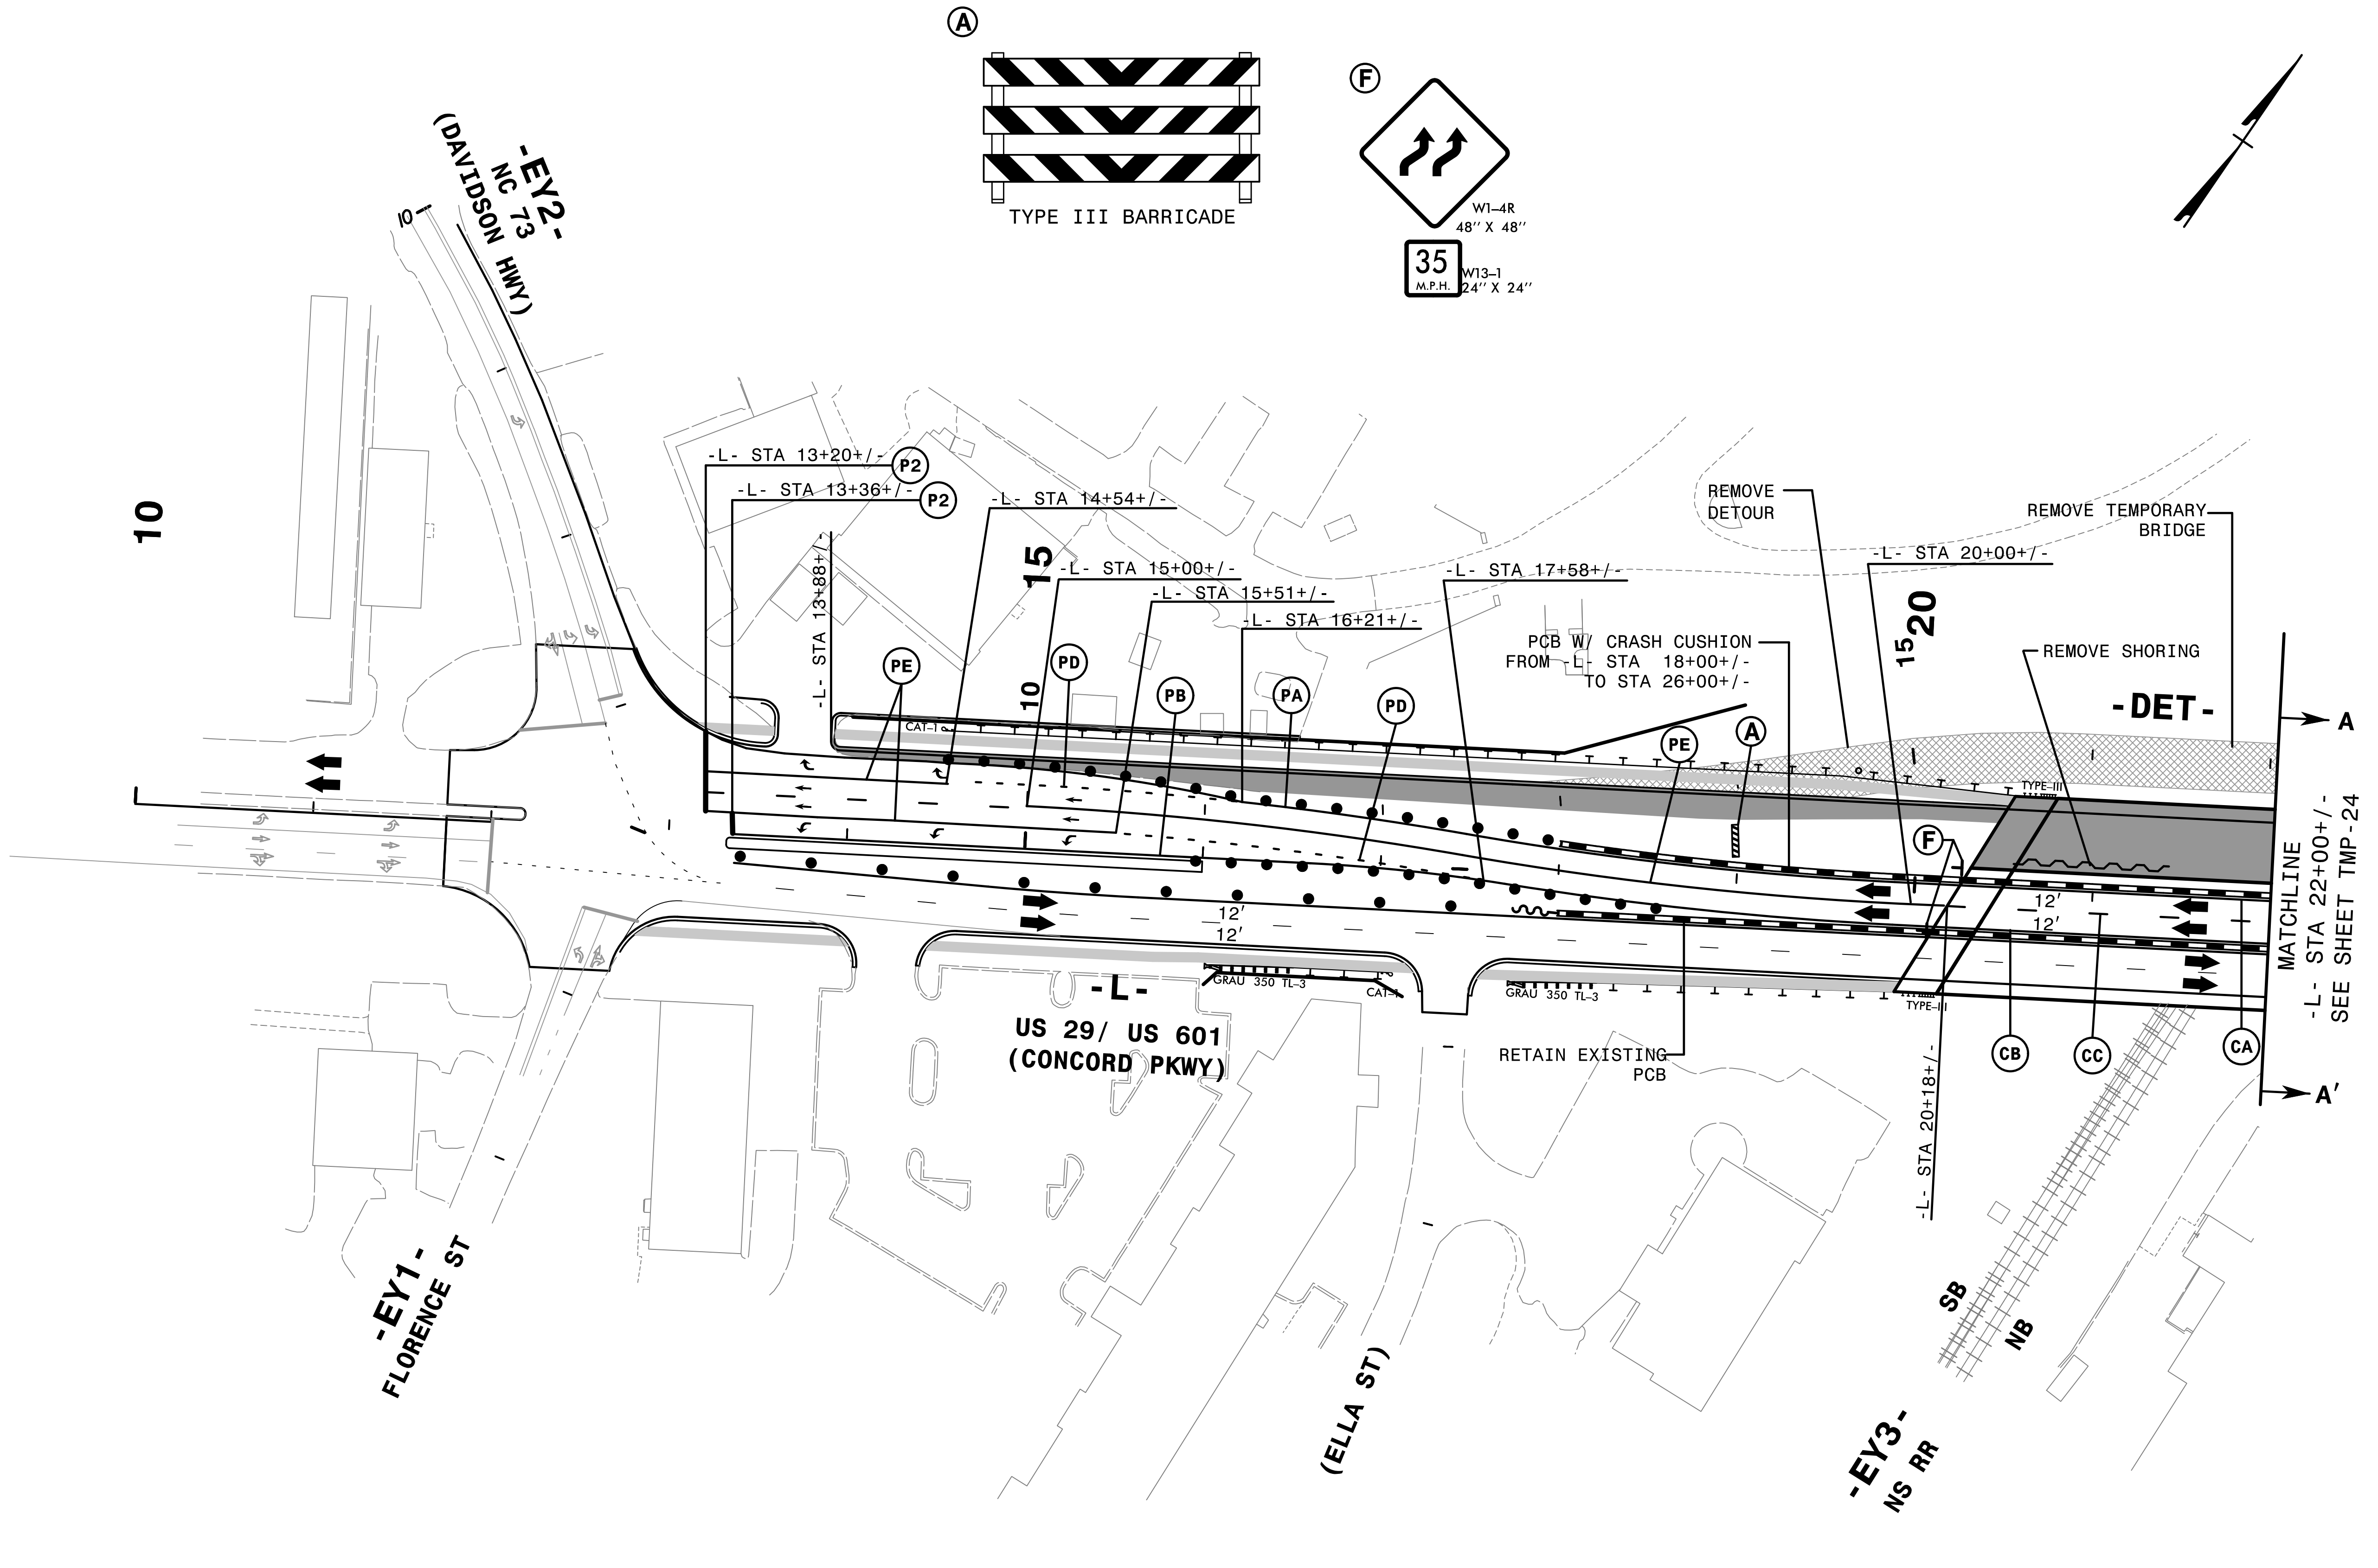 A
TYPE III BARRICADE
F
W1-4R
48'' X 48''
35
M.P.H.
W13-1
24'' X 24''
-EY2-
NC 73
(DAVIDSON HWY)
10
10
-L- STA 13+20+/-
P2
-L- STA 13+36+/-
P2
-L- STA 13+88+/-
-L- STA 14+54+/-
15
-L- STA 15+00+/-
-L- STA 15+51+/-
-L- STA 16+21+/-
-L- STA 17+58+/-
REMOVE
DETOUR
REMOVE TEMPORARY
BRIDGE
-L- STA 20+00+/-
15
20
PCB W/ CRASH CUSHION
FROM -L- STA 18+00+/-
TO STA 26+00+/-
REMOVE SHORING
-DET-
PE
PD
10
PB
PA
PD
PE
A
CAT-1
TYPE-III
F
A
12'
12'
12'
12'
MATCHLINE
-L- STA 22+00+/-
SEE SHEET TMP-24
GRAU 350 TL-3
CAT-1
GRAU 350 TL-3
TYPE-III
-L-
US 29/ US 601
(CONCORD PKWY)
RETAIN EXISTING
PCB
CB
CC
CA
A'
-L- STA 20+18+/-
-EY1-
FLORENCE ST
(ELLA ST)
SB
NB
-EY3-
NS RR